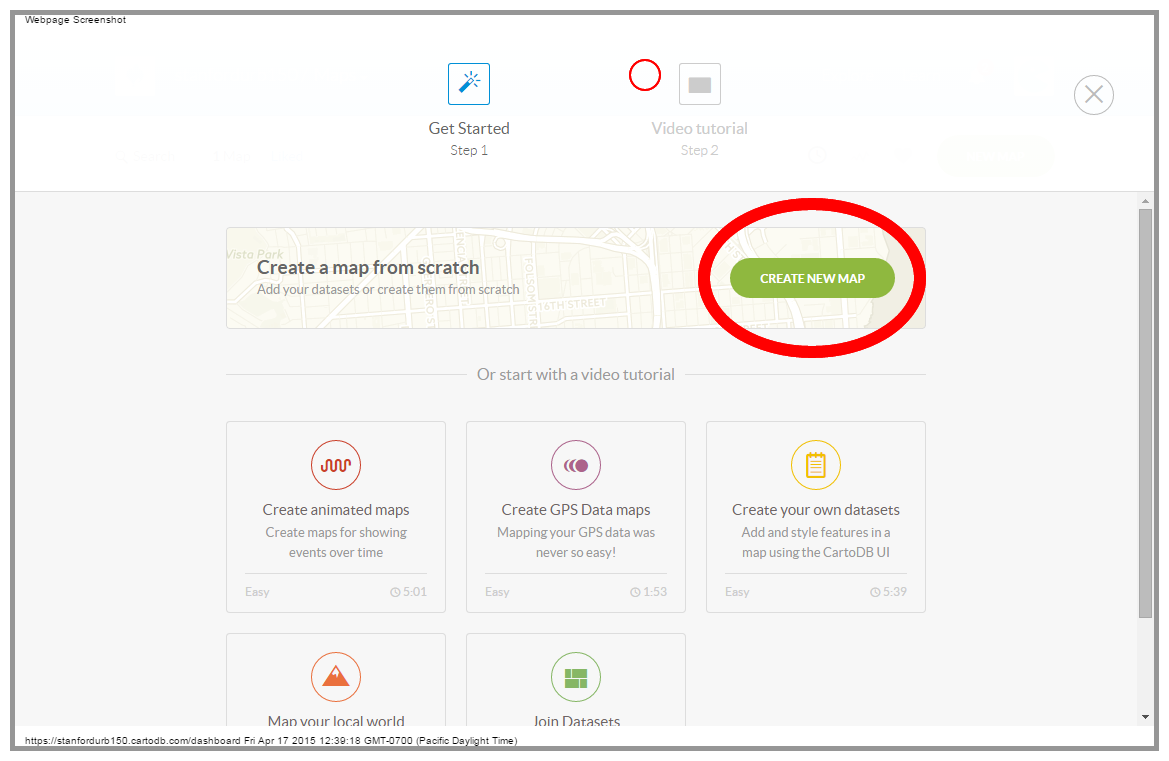 Webpage Screenshot
Get Started
Step 1
Video tutorial
Step 2
Vista Park
Create a map from scratch
Add your datasets or create them from scratch
16TH STREET
CREATE NEW MAP
Or start with a video tutorial
Create animated maps
Create maps for showing
events over time
Easy
5:01
Create GPS Data maps
Mapping your GPS data was
never so easy!
Easy
1:53
Create your own datasets
Add and style features in a
map using the CartoDB UI
Easy
5:39
Map your local world
Join Datasets
https://stanfordurb150.cartodb.com/dashboard Fri Apr 17 2015 12:39:18 GMT-0700 (Pacific Daylight Time)